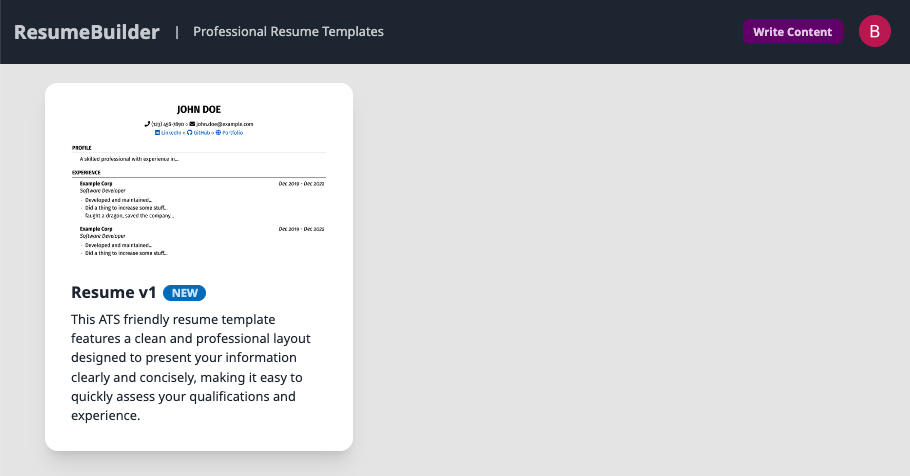 ResumeBuilder | Professional Resume Templates Write Content B
JOHN DOE
(123) 456-7890 ⋄ john.doe@example.com
LinkedIn ⋄ GitHub ⋄ Portfolio
PROFILE
A skilled professional with experience in...
EXPERIENCE
Example Corp Dec 2019 - Dec 2022
Software Developer
· Developed and maintained...
· Did a thing to increase some stuff...
· faught a dragon, saved the company...
Example Corp Dec 2019 - Dec 2022
Software Developer
· Developed and maintained...
· Did a thing to increase some stuff...
Resume v1 NEW
This ATS friendly resume template
features a clean and professional layout
designed to present your information
clearly and concisely, making it easy to
quickly assess your qualifications and
experience.